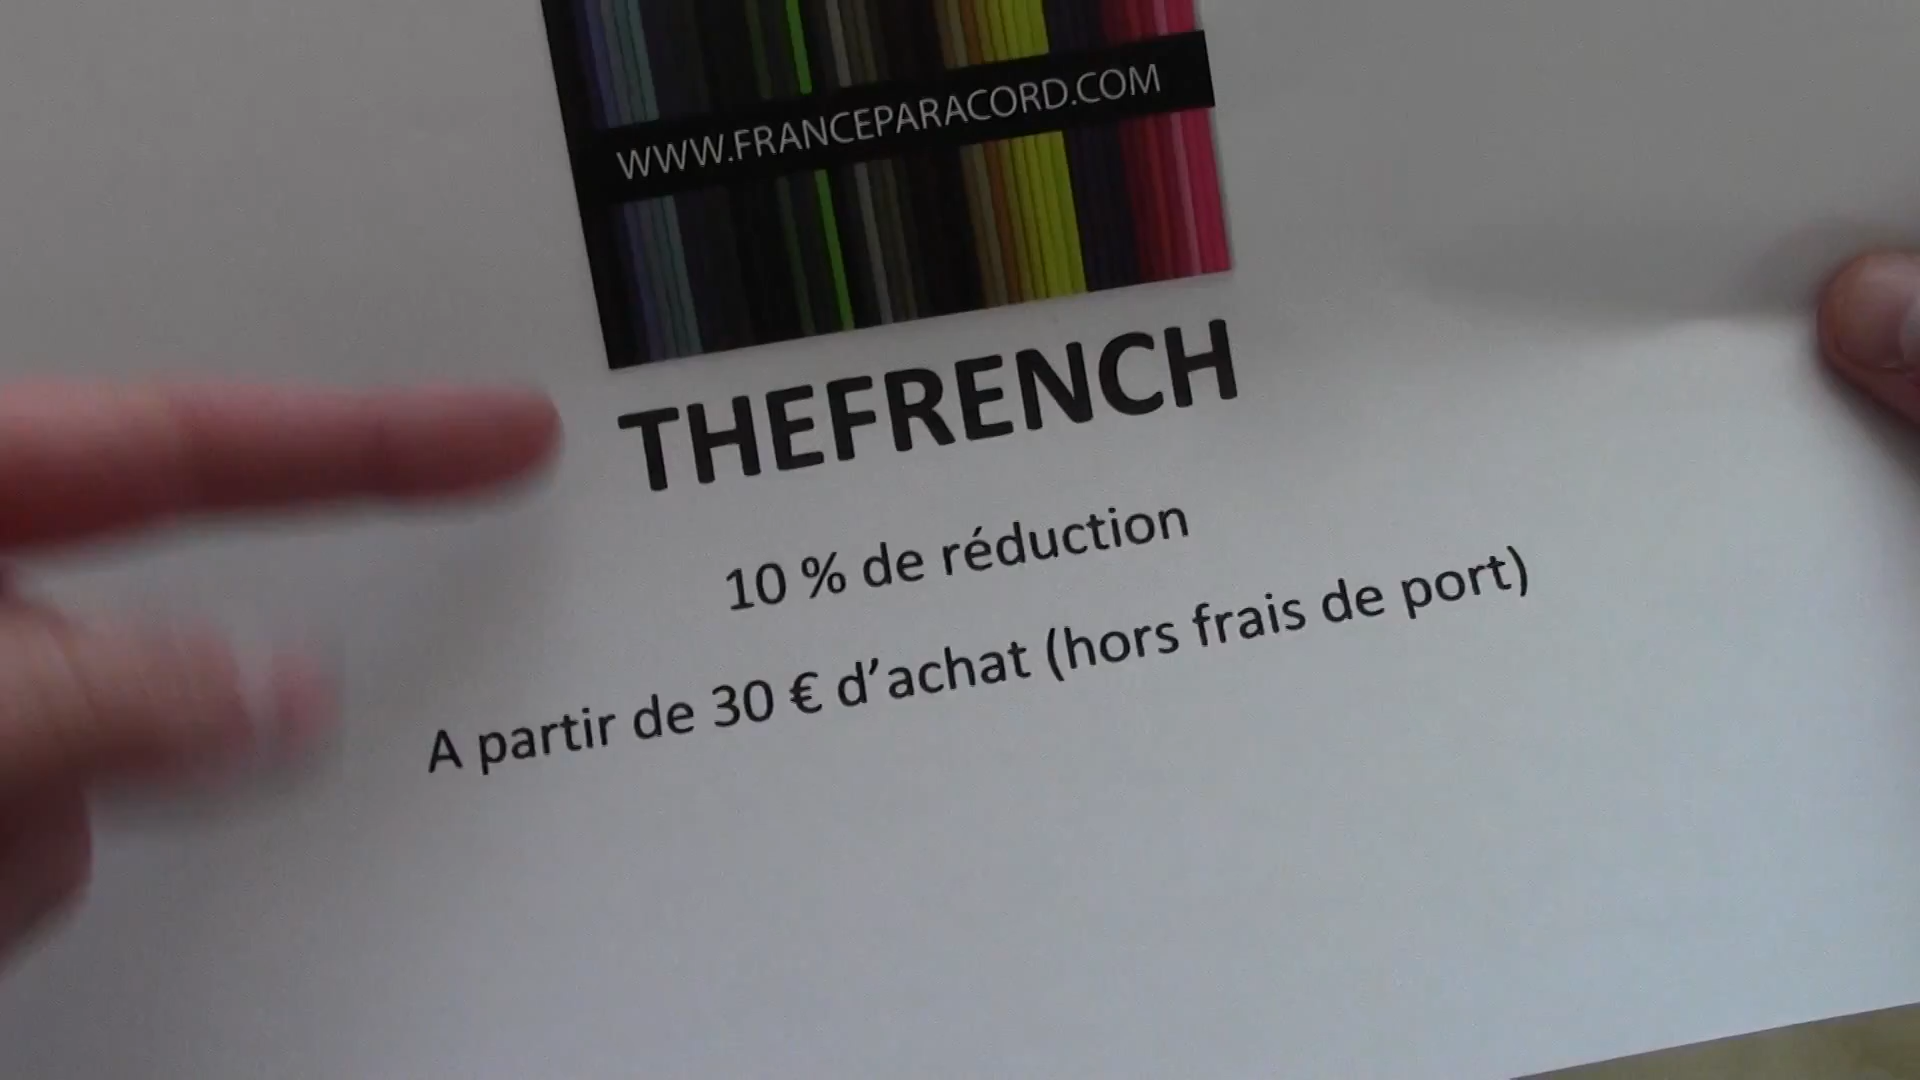 WWW.FRANCEPARACORD.COM
THEFRENCH
10 % de réduction
A partir de 30 € d’achat (hors frais de port)